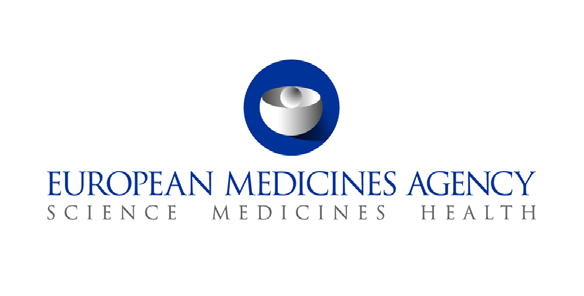 EUROPEAN MEDICINES AGENCY
SCIENCE MEDICINES HEALTH